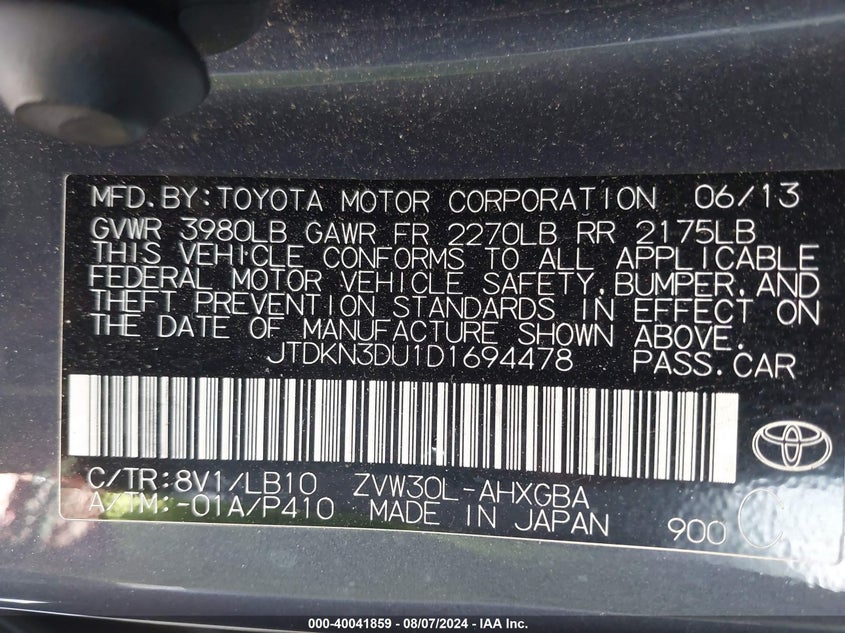 MFD.BY:TOYOTA MOTOR CORPORATION 06/13
GVWR 3980LB GAWR FR 2270LB RR 2175LB
THIS VEHICLE CONFORMS TO ALL APPLICABLE
FEDERAL MOTOR VEHICLE SAFETY,BUMPER,AND
THEFT PREVENTION STANDARDS IN EFFECT ON
THE DATE OF MANUFACTURE SHOWN ABOVE.
JTDKN3DU1D1694478 PASS.CAR
C/TR:8V1/LB10 ZVW30L-AHXGBA
A/TM:-01A/P410 MADE IN JAPAN 900 C
000-40041859 - 08/07/2024 - IAA Inc.